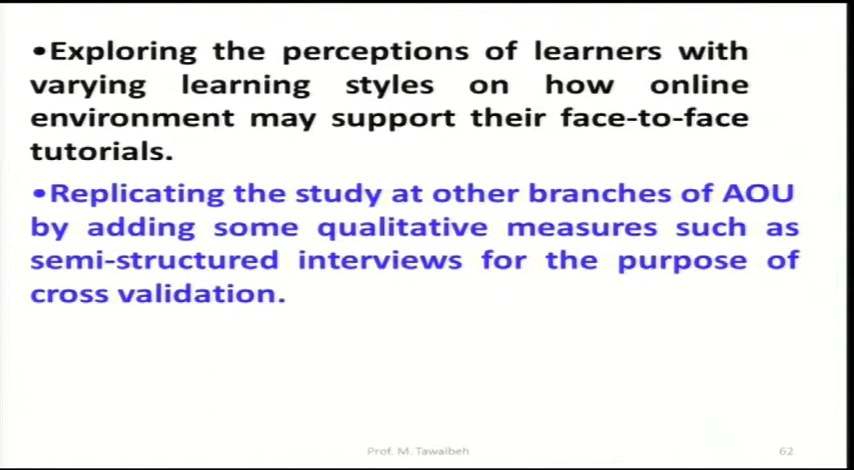 •Exploring the perceptions of learners with
varying learning styles on how online
environment may support their face-to-face
tutorials.
•Replicating the study at other branches of AOU
by adding some qualitative measures such as
semi-structured interviews for the purpose of
cross validation.
Prof. M. Tawalbeh
62